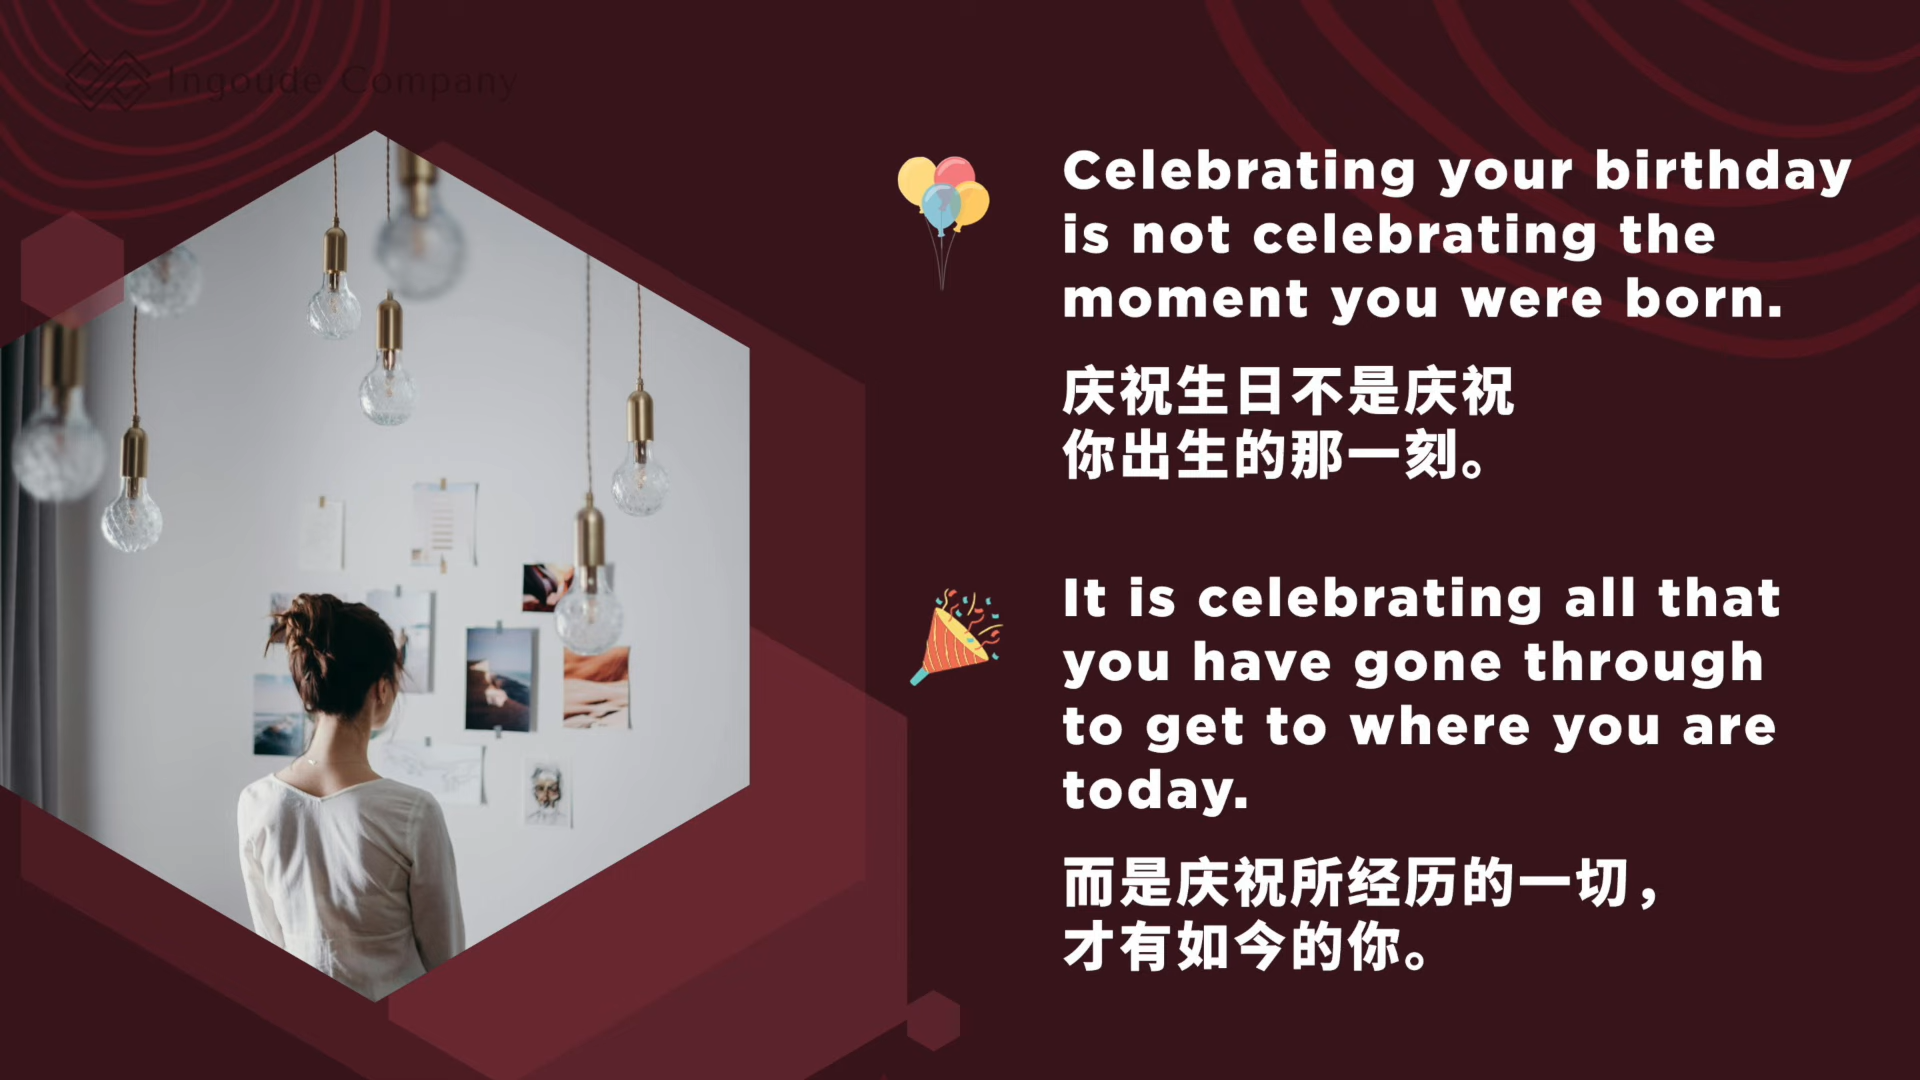 Ingoude Company
Celebrating your birthday
is not celebrating the
moment you were born.
庆祝生日不是庆祝
你出生的那一刻。
It is celebrating all that
you have gone through
to get to where you are
today.
而是庆祝所经历的一切，
才有如今的你。